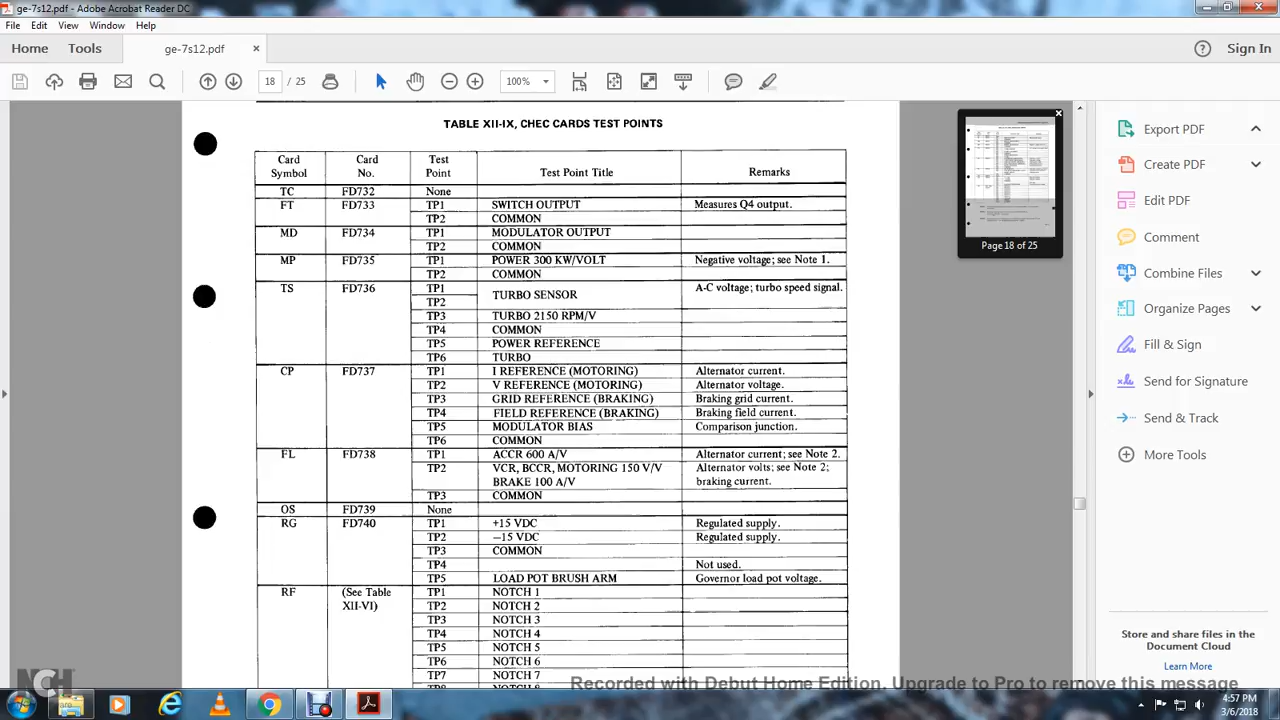 ge-7s12.pdf - Adobe Acrobat Reader DC
File Edit View Window Help
Home Tools ge-7s12.pdf × Sign In
18 / 25 100%
TABLE XII-IX, CHEC CARDS TEST POINTS
Card Symbol Card No. Test Point Test Point Title Remarks
TC FD732 None
FT FD733 TP1 SWITCH OUTPUT Measures Q4 output.
TP2 COMMON
MD FD734 TP1 MODULATOR OUTPUT
TP2 COMMON
MP FD735 TP1 POWER 300 KW/VOLT Negative voltage; see Note 1.
TP2 COMMON
TS FD736 TP1 TURBO SENSOR A-C voltage; turbo speed signal.
TP2
TP3 TURBO 2150 RPM/V
TP4 COMMON
TP5 POWER REFERENCE
TP6 TURBO
CP FD737 TP1 I REFERENCE (MOTORING) Alternator current.
TP2 V REFERENCE (MOTORING) Alternator voltage.
TP3 GRID REFERENCE (BRAKING) Braking grid current.
TP4 FIELD REFERENCE (BRAKING) Braking field current.
MODULATOR BIAS Comparison junction.
TP6 COMMON
FL FD738 TP1 ACCR 600 A/V Alternator current; see Note 2.
TP2 VCR, BCCR, MOTORING 150 V/V Alternator volts; see Note 2;
BRAKE 100 A/V braking current.
TP3 COMMON
OS FD739 None
RG FD740 TP1 +15 VDC Regulated supply.
TP2 —15 VDC Regulated supply.
TP3 COMMON
TP4 Not used.
TP5 LOAD POT BRUSH ARM Governor load pot voltage.
RF (See Table TP1 NOTCH 1
XII-VI) TP2 NOTCH 2
TP3 NOTCH 3
TP4 NOTCH 4
TP5 NOTCH 5
TP6 NOTCH 6
TP7 NOTCH 7
Page 18 of 25
Export PDF
Create PDF
Edit PDF
Comment
Combine Files
Organize Pages
Fill & Sign
Send for Signature
Send & Track
More Tools
Store and share files in the
Document Cloud
Learn More
NCH
Recorded with Debut Home Edition. Upgrade to Pro to remove this message
4:57 PM
3/6/2018